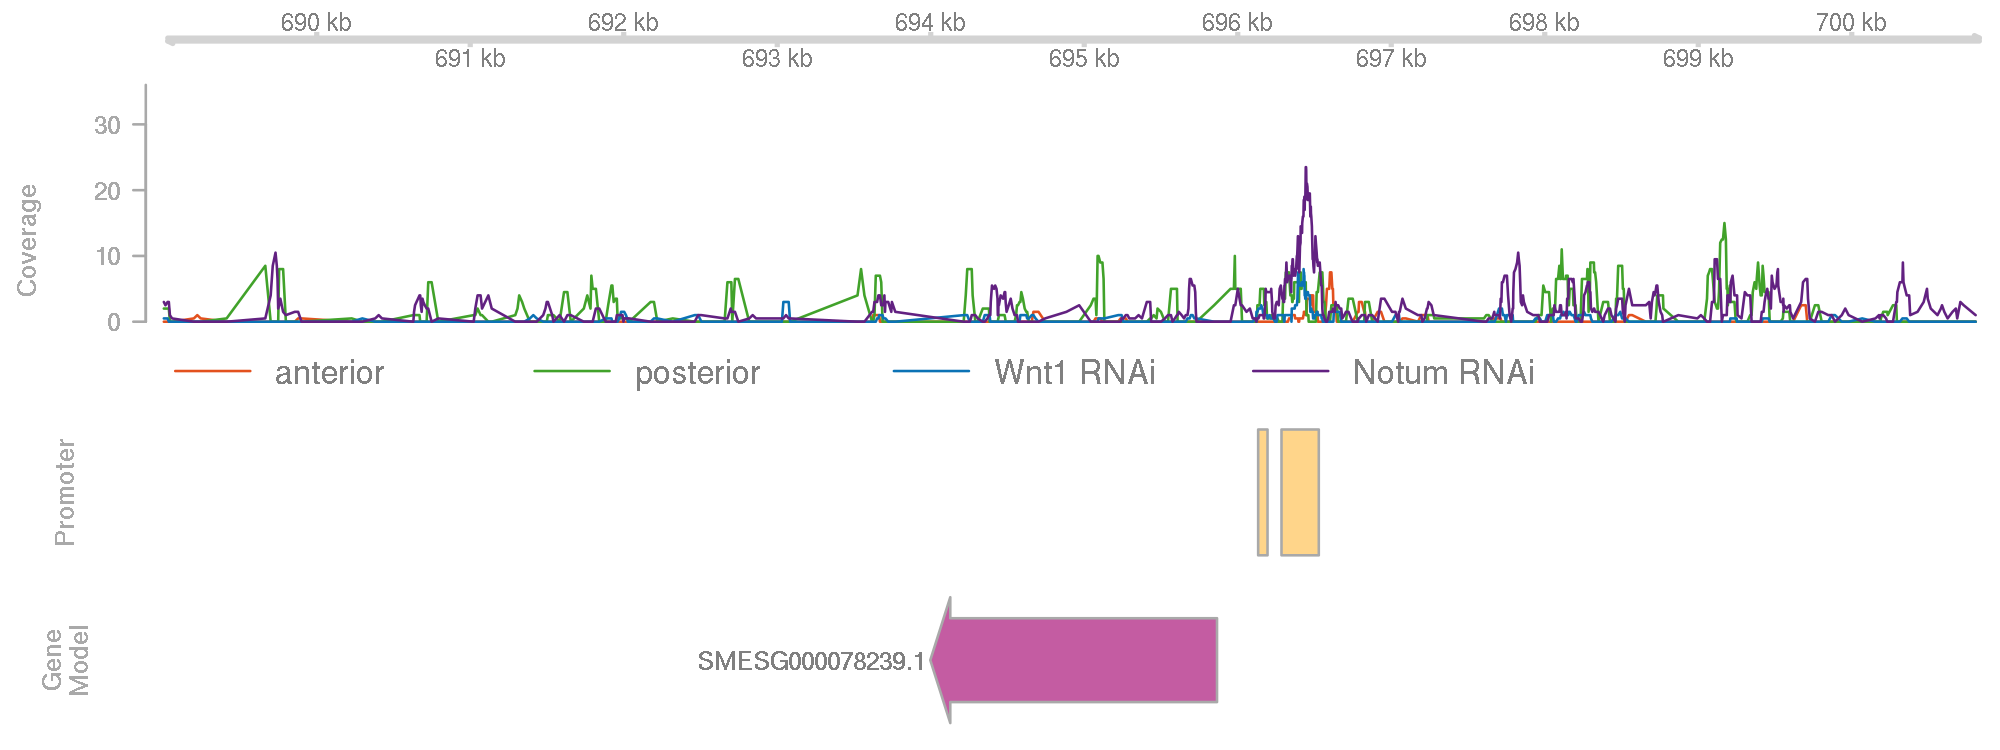 690 kb 692 kb 694 kb 696 kb 698 kb 700 kb
691 kb 693 kb 695 kb 697 kb 699 kb
Coverage
30
20
10
0
anterior posterior Wnt1 RNAi Notum RNAi
Promoter
Gene
Model
SMESG000078239.1